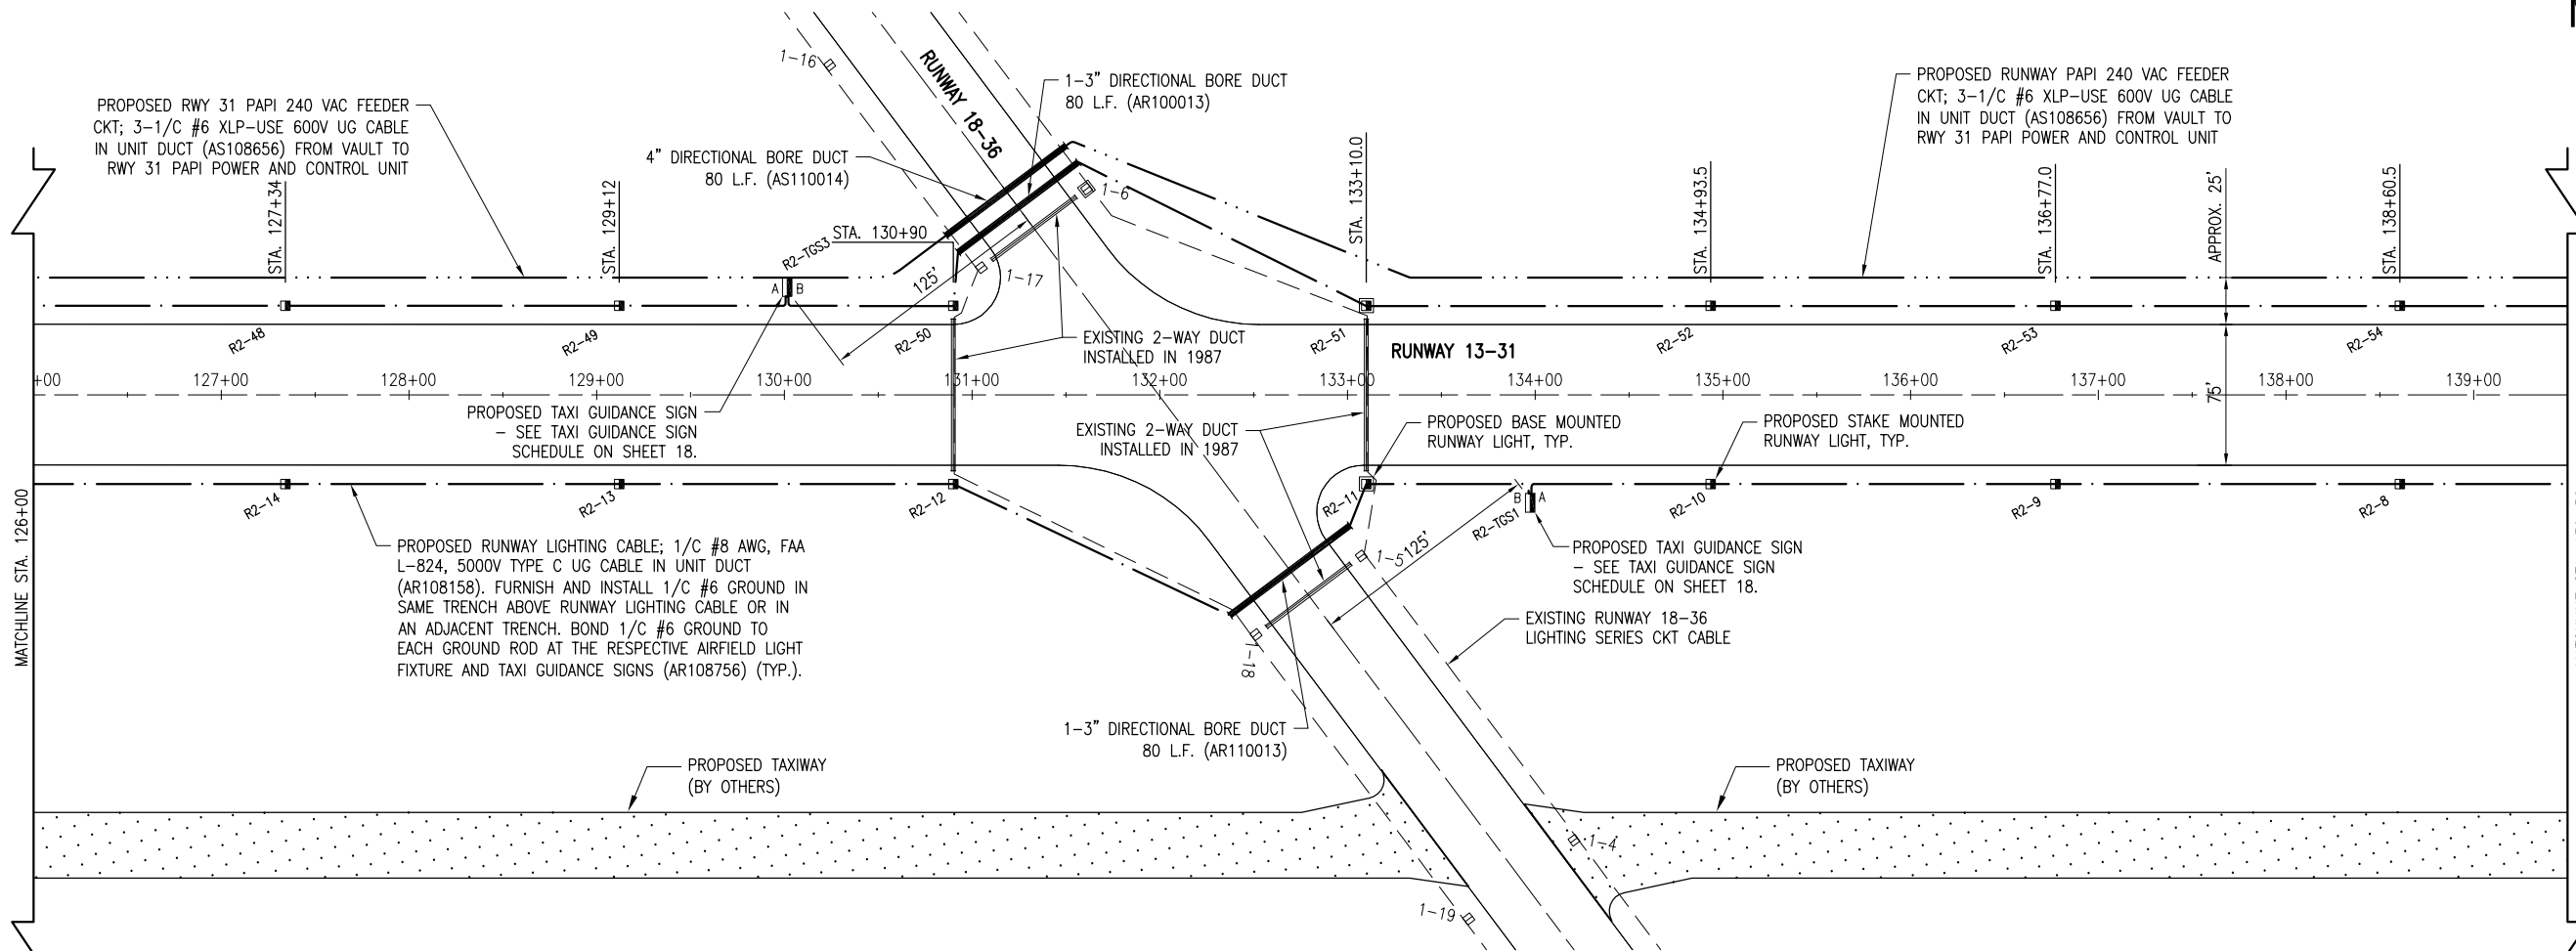 PROPOSED RWY 31 PAPI 240 VAC FEEDER
CKT; 3-1/C #6 XLP-USE 600V UG CABLE
IN UNIT DUCT (AS108656) FROM VAULT TO
RWY 31 PAPI POWER AND CONTROL UNIT
1-16
RUNWAY 18-36
1-3" DIRECTIONAL BORE DUCT
80 L.F. (AR100013)
4" DIRECTIONAL BORE DUCT
80 L.F. (AS110014)
PROPOSED RUNWAY PAPI 240 VAC FEEDER
CKT; 3-1/C #6 XLP-USE 600V UG CABLE
IN UNIT DUCT (AS108656) FROM VAULT TO
RWY 31 PAPI POWER AND CONTROL UNIT
STA. 127+34
STA. 129+12
R2-TGS3
STA. 130+90
1-6
1-17
125'
STA. 133+10.0
STA. 134+93.5
STA. 136+77.0
APPROX. 25'
STA. 138+60.5
A
B
R2-48
R2-49
R2-50
EXISTING 2-WAY DUCT
INSTALLED IN 1987
R2-51
RUNWAY 13-31
R2-52
R2-53
R2-54
+00
127+00
128+00
129+00
130+00
131+00
132+00
133+00
134+00
135+00
136+00
137+00
138+00
139+00
75'
PROPOSED TAXI GUIDANCE SIGN
- SEE TAXI GUIDANCE SIGN
SCHEDULE ON SHEET 18.
EXISTING 2-WAY DUCT
INSTALLED IN 1987
PROPOSED BASE MOUNTED
RUNWAY LIGHT, TYP.
PROPOSED STAKE MOUNTED
RUNWAY LIGHT, TYP.
MATCHLINE STA. 126+00
R2-14
R2-13
R2-12
R2-11
B
A
R2-TGS1
R2-10
R2-9
R2-8
1-5
125'
PROPOSED RUNWAY LIGHTING CABLE; 1/C #8 AWG, FAA
L-824, 5000V TYPE C UG CABLE IN UNIT DUCT
(AR108158). FURNISH AND INSTALL 1/C #6 GROUND IN
SAME TRENCH ABOVE RUNWAY LIGHTING CABLE OR IN
AN ADJACENT TRENCH. BOND 1/C #6 GROUND TO
EACH GROUND ROD AT THE RESPECTIVE AIRFIELD LIGHT
FIXTURE AND TAXI GUIDANCE SIGNS (AR108756) (TYP.).
PROPOSED TAXI GUIDANCE SIGN
- SEE TAXI GUIDANCE SIGN
SCHEDULE ON SHEET 18.
EXISTING RUNWAY 18-36
LIGHTING SERIES CKT CABLE
1-18
1-3" DIRECTIONAL BORE DUCT
80 L.F. (AR110013)
PROPOSED TAXIWAY
(BY OTHERS)
PROPOSED TAXIWAY
(BY OTHERS)
1-4
1-19